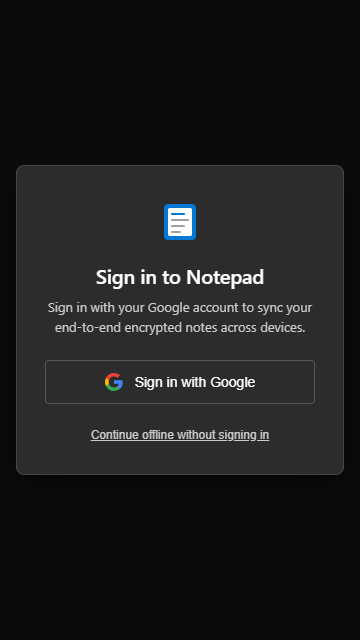 Sign in to Notepad
Sign in with your Google account to sync your
end-to-end encrypted notes across devices.
Sign in with Google
Continue offline without signing in